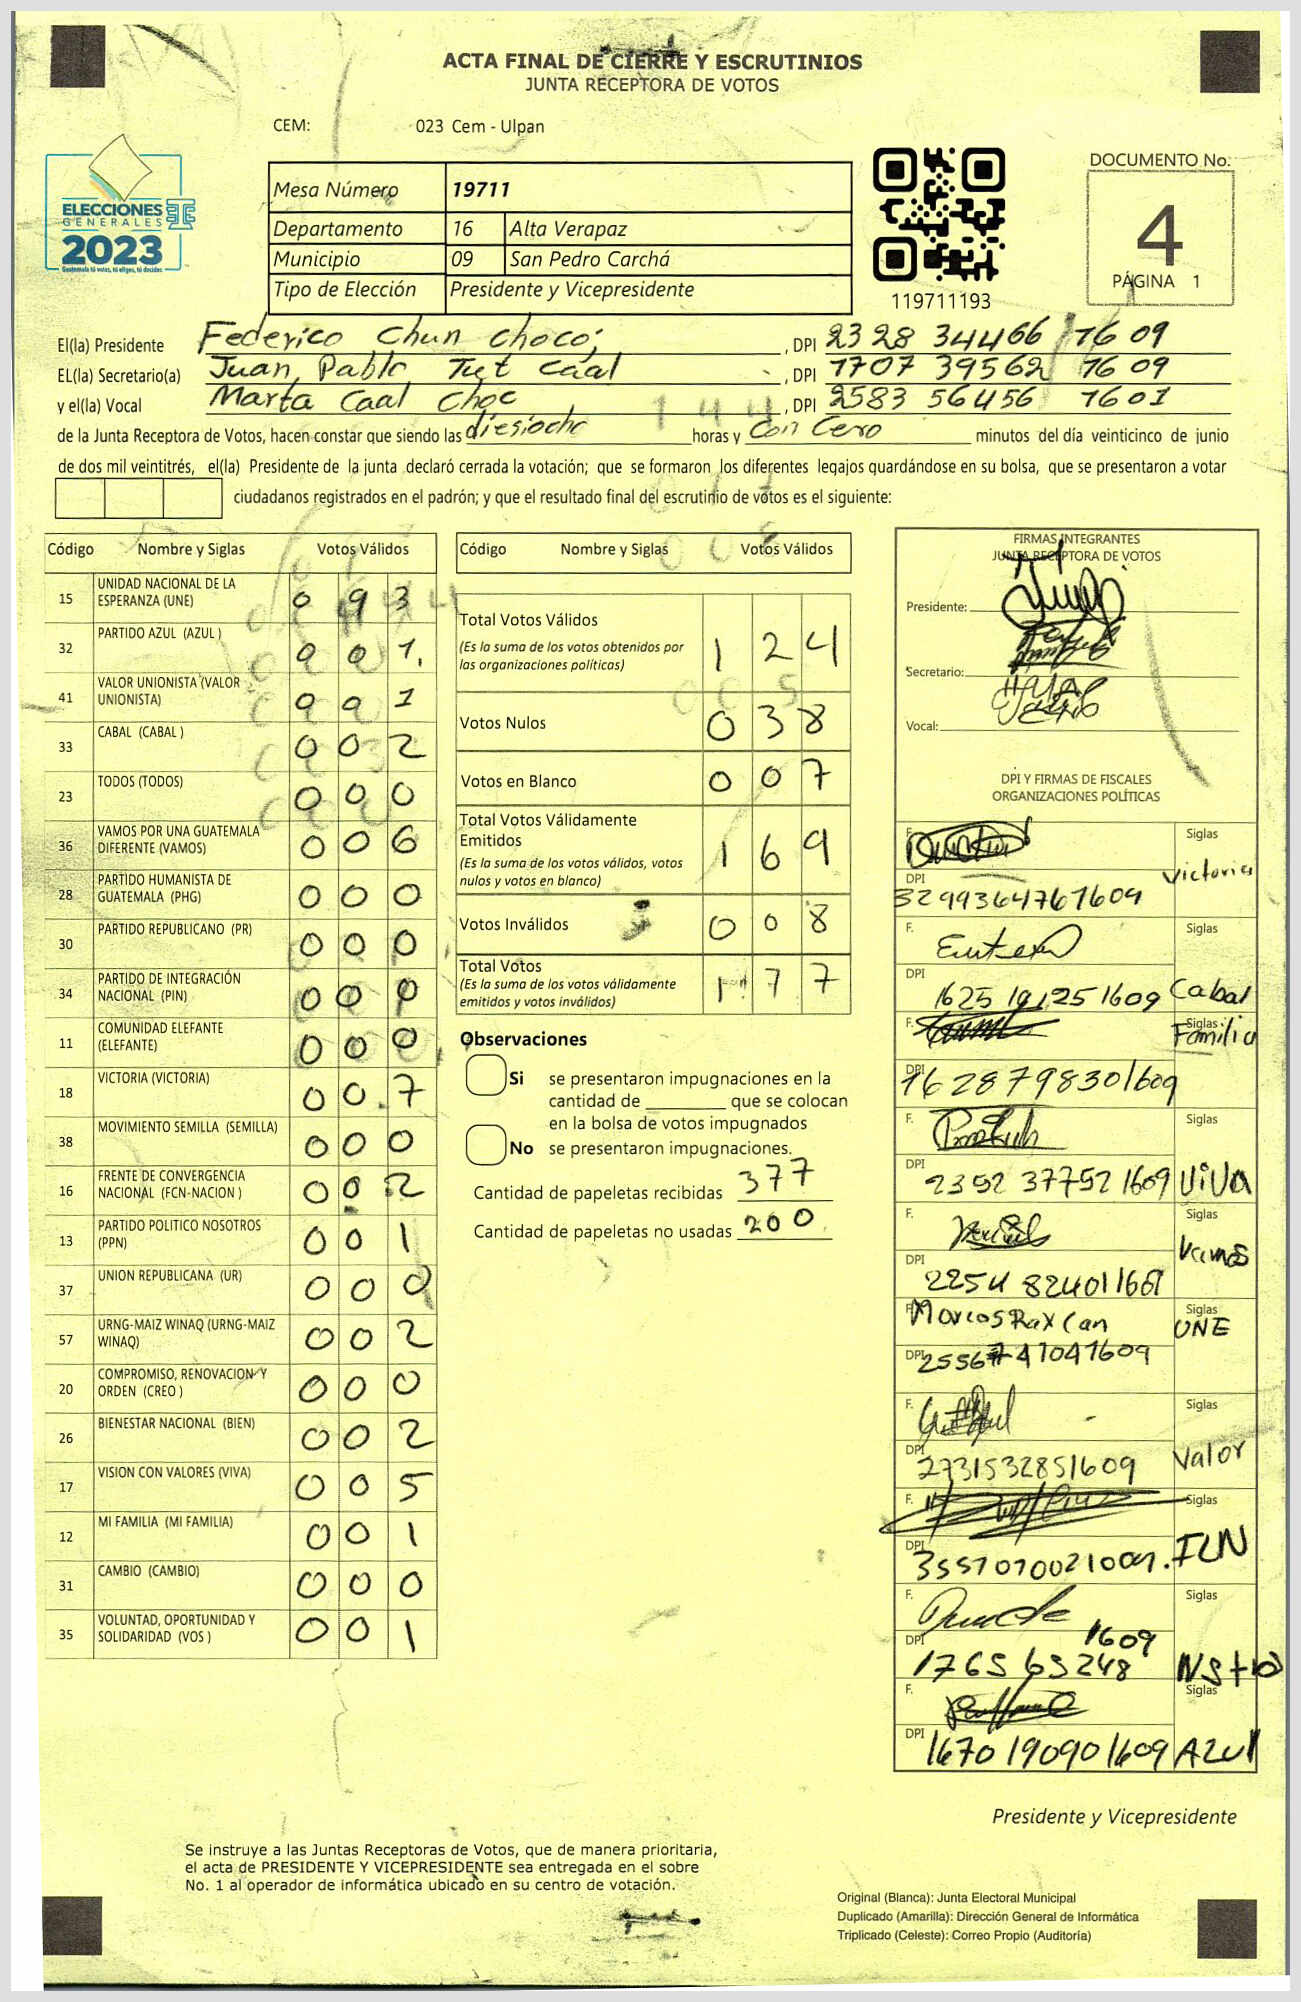 ACTA FINAL DE CIERRE Y ESCRUTINIOS
JUNTA RECEPTORA DE VOTOS
CEM: 023 Cem - Ulpan
ELECCIONES
GENERALES
2023
Guatemala tú votas, tú eliges, tú decides
Mesa Número 19711
Departamento 16 Alta Verapaz
Municipio 09 San Pedro Carchá
Tipo de Elección Presidente y Vicepresidente
119711193
DOCUMENTO No.
4
PÁGINA 1
El(la) Presidente Federico Chun Choco; , DPI 2328 34466 1609
EL(la) Secretario(a) Juan Pablo Tut Caal , DPI 1707 39562 1609
y el(la) Vocal Marta Caal Choc , DPI 2583 56456 1601
de la Junta Receptora de Votos, hacen constar que siendo las diesiocho horas y Con Cero minutos del día veinticinco de junio
de dos mil veintitrés, el(la) Presidente de la junta declaró cerrada la votación; que se formaron los diferentes legajos guardándose en su bolsa, que se presentaron a votar
ciudadanos registrados en el padrón; y que el resultado final del escrutinio de votos es el siguiente:
Código Nombre y Siglas Votos Válidos
15 UNIDAD NACIONAL DE LA ESPERANZA (UNE) 0 9 3
32 PARTIDO AZUL (AZUL ) 0 0 1
41 VALOR UNIONISTA (VALOR UNIONISTA) 0 0 1
33 CABAL (CABAL ) 0 0 2
23 TODOS (TODOS) 0 0 0
36 VAMOS POR UNA GUATEMALA DIFERENTE (VAMOS) 0 0 6
28 PARTIDO HUMANISTA DE GUATEMALA (PHG) 0 0 0
30 PARTIDO REPUBLICANO (PR) 0 0 0
34 PARTIDO DE INTEGRACIÓN NACIONAL (PIN) 0 0 0
11 COMUNIDAD ELEFANTE (ELEFANTE) 0 0 0
18 VICTORIA (VICTORIA) 0 0 7
38 MOVIMIENTO SEMILLA (SEMILLA) 0 0 0
16 FRENTE DE CONVERGENCIA NACIONAL (FCN-NACION ) 0 0 2
13 PARTIDO POLITICO NOSOTROS (PPN) 0 0 1
37 UNION REPUBLICANA (UR) 0 0 0
57 URNG-MAIZ WINAQ (URNG-MAIZ WINAQ) 0 0 2
20 COMPROMISO, RENOVACION Y ORDEN (CREO ) 0 0 0
26 BIENESTAR NACIONAL (BIEN) 0 0 2
17 VISION CON VALORES (VIVA) 0 0 5
12 MI FAMILIA (MI FAMILIA) 0 0 1
31 CAMBIO (CAMBIO) 0 0 0
35 VOLUNTAD, OPORTUNIDAD Y SOLIDARIDAD (VOS ) 0 0 1
Código Nombre y Siglas Votos Válidos
Total Votos Válidos 1 2 4
(Es la suma de los votos obtenidos por
las organizaciones políticas)
Votos Nulos 0 3 8
Votos en Blanco 0 0 7
Total Votos Válidamente
Emitidos 1 6 9
(Es la suma de los votos válidos, votos
nulos y votos en blanco)
Votos Inválidos 0 0 8
Total Votos 1 7 7
(Es la suma de los votos válidamente
emitidos y votos inválidos)
Observaciones
Si se presentaron impugnaciones en la
cantidad de que se colocan
en la bolsa de votos impugnados
No se presentaron impugnaciones.
Cantidad de papeletas recibidas 377
Cantidad de papeletas no usadas 200
FIRMAS INTEGRANTES
JUNTA RECEPTORA DE VOTOS
Presidente:
Secretario:
Vocal:
DPI Y FIRMAS DE FISCALES
ORGANIZACIONES POLÍTICAS
F. Siglas Victoria
DPI 3299364761609
F. Siglas Cabal
DPI 1625 191251609
F. Siglas Familia
DPI 1628798301609
F.
DPI 2352 37752 1609 ViVa
F. Siglas Vamos
DPI
F. Marcos Rax Can Siglas UNE
DPI
F. Siglas Valor
DPI 2731532851609
F. Siglas
DPI
F. Siglas
DPI 1765 65248 1609
F. Siglas
DPI 1670 190901609 AZUl
Presidente y Vicepresidente
Se instruye a las Juntas Receptoras de Votos, que de manera prioritaria,
el acta de PRESIDENTE Y VICEPRESIDENTE sea entregada en el sobre
No. 1 al operador de informática ubicado en su centro de votación.
Original (Blanca): Junta Electoral Municipal
Duplicado (Amarilla): Dirección General de Informática
Triplicado (Celeste): Correo Propio (Auditoría)